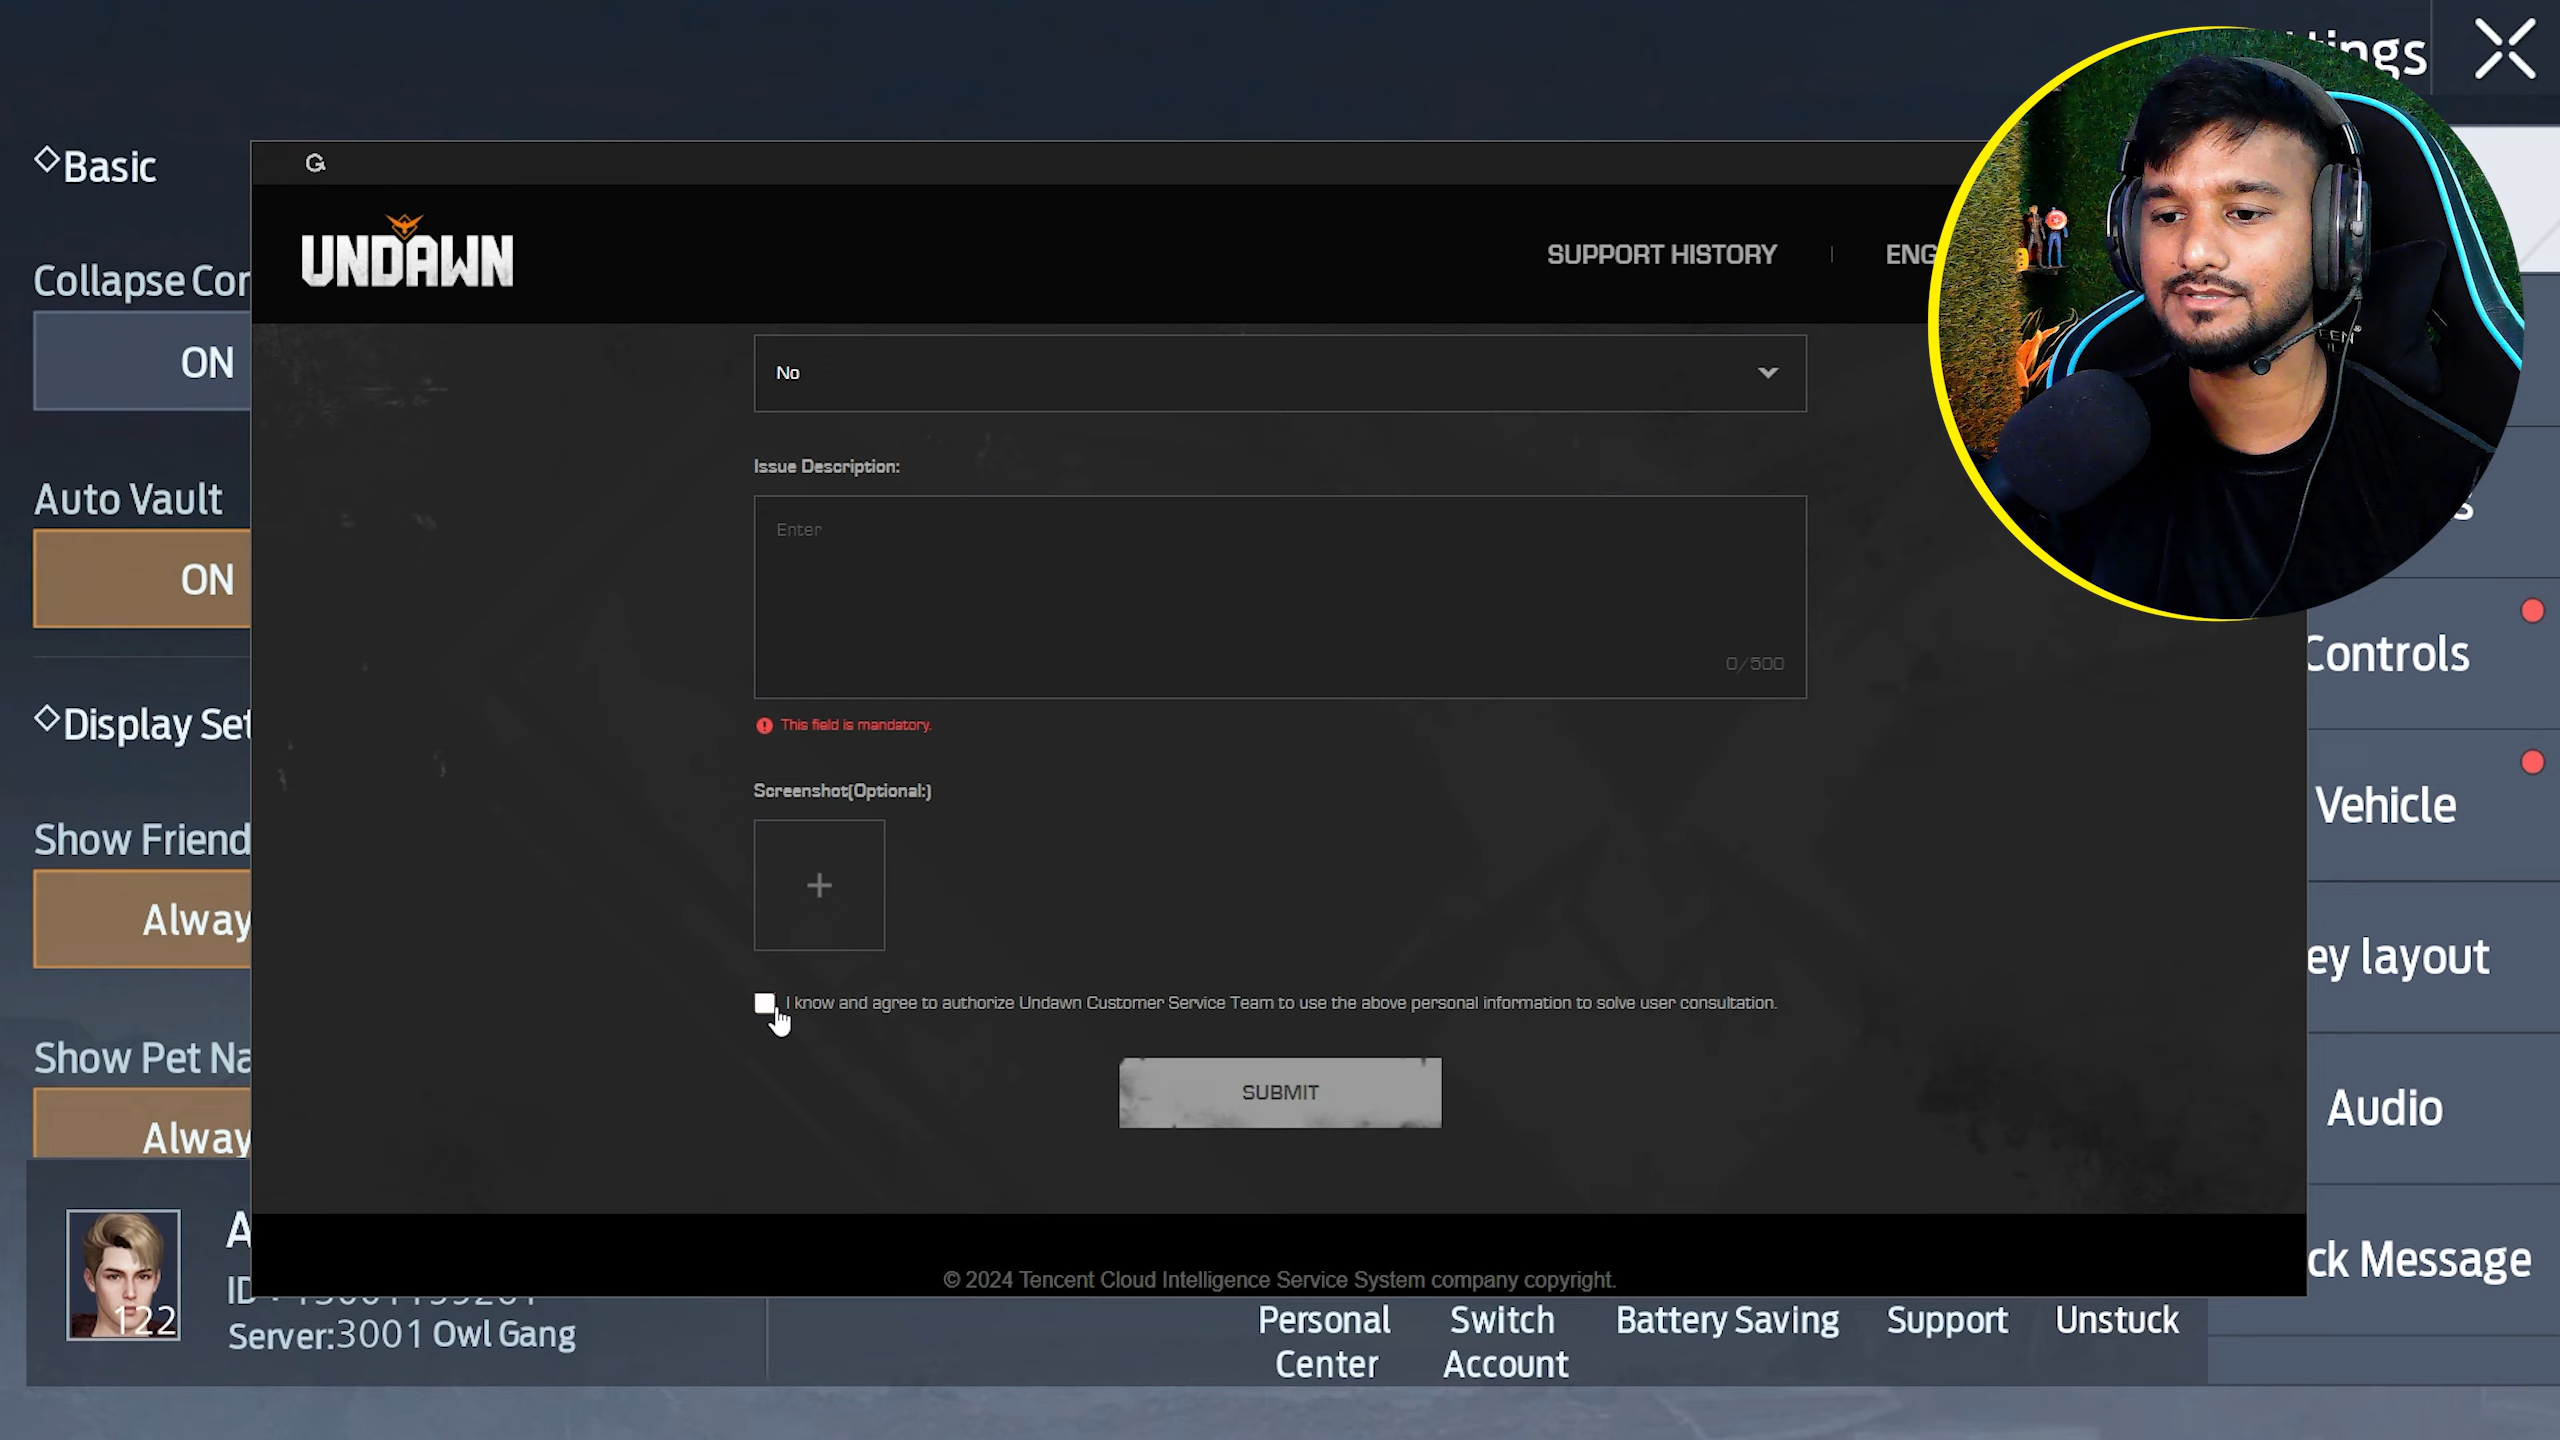 Basic
Collapse Con
ON
Auto Vault
ON
Display Set
Show Friend
Alway
Show Pet Na
Alway
UNDAWN
SUPPORT HISTORY
ENG
No
Issue Description:
Enter
0/500
This field is mandatory.
Screenshot(Optional:)
+
I know and agree to authorize Undawn Customer Service Team to use the above personal information to solve user consultation.
SUBMIT
© 2024 Tencent Cloud Intelligence Service System company copyright.
tings
Controls
Vehicle
ey layout
Audio
ck Message
122
Server:3001 Owl Gang
Personal Center
Switch Account
Battery Saving
Support
Unstuck